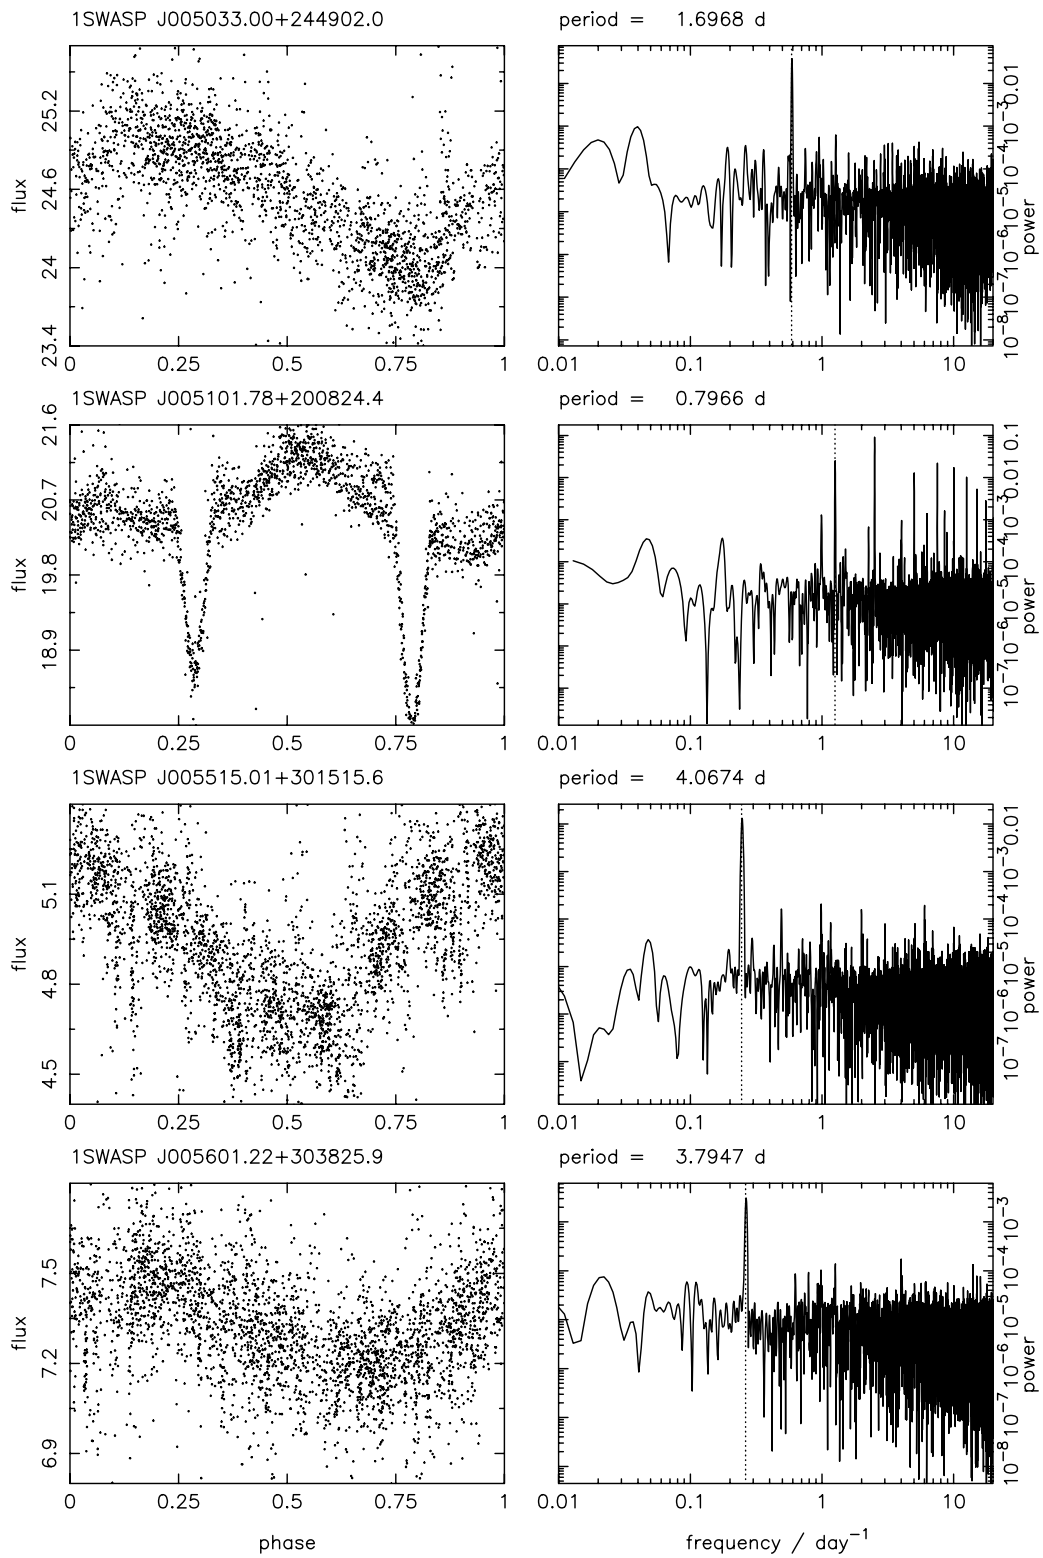 1SWASP J005033.00+244902.0 period = 1.6968 d
flux 23.4 24 24.6 25.2
0 0.25 0.5 0.75 1
power 10⁻⁸ 10⁻⁷ 10⁻⁶ 10⁻⁵ 10⁻⁴ 10⁻³ 0.01
0.01 0.1 1 10
1SWASP J005101.78+200824.4 period = 0.7966 d
flux 18.9 19.8 20.7 21.6
0 0.25 0.5 0.75 1
power 10⁻⁷ 10⁻⁶ 10⁻⁵ 10⁻⁴ 10⁻³ 0.01 0.1
0.01 0.1 1 10
1SWASP J005515.01+301515.6 period = 4.0674 d
flux 4.5 4.8 5.1
0 0.25 0.5 0.75 1
power 10⁻⁷ 10⁻⁶ 10⁻⁵ 10⁻⁴ 10⁻³ 0.01
0.01 0.1 1 10
1SWASP J005601.22+303825.9 period = 3.7947 d
flux 6.9 7.2 7.5
0 0.25 0.5 0.75 1
power 10⁻⁸ 10⁻⁷ 10⁻⁶ 10⁻⁵ 10⁻⁴ 10⁻³
0.01 0.1 1 10
phase frequency / day⁻¹